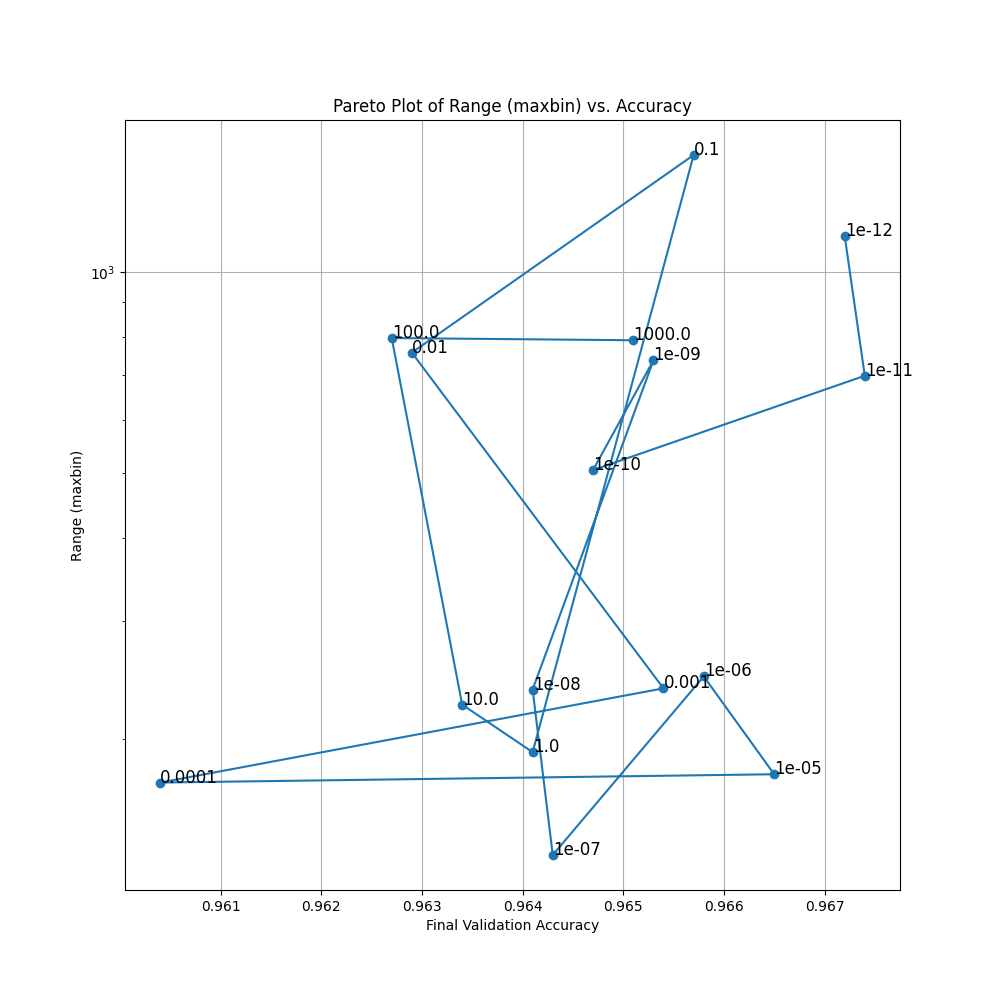 Pareto Plot of Range (maxbin) vs. Accuracy
0.1
1e-12
10³
100.0
1000.0
0.01
1e-09
1e-11
1e-10
Range (maxbin)
1e-06
0.001
1e-08
10.0
1.0
1e-05
0.0001
1e-07
0.961 0.962 0.963 0.964 0.965 0.966 0.967
Final Validation Accuracy